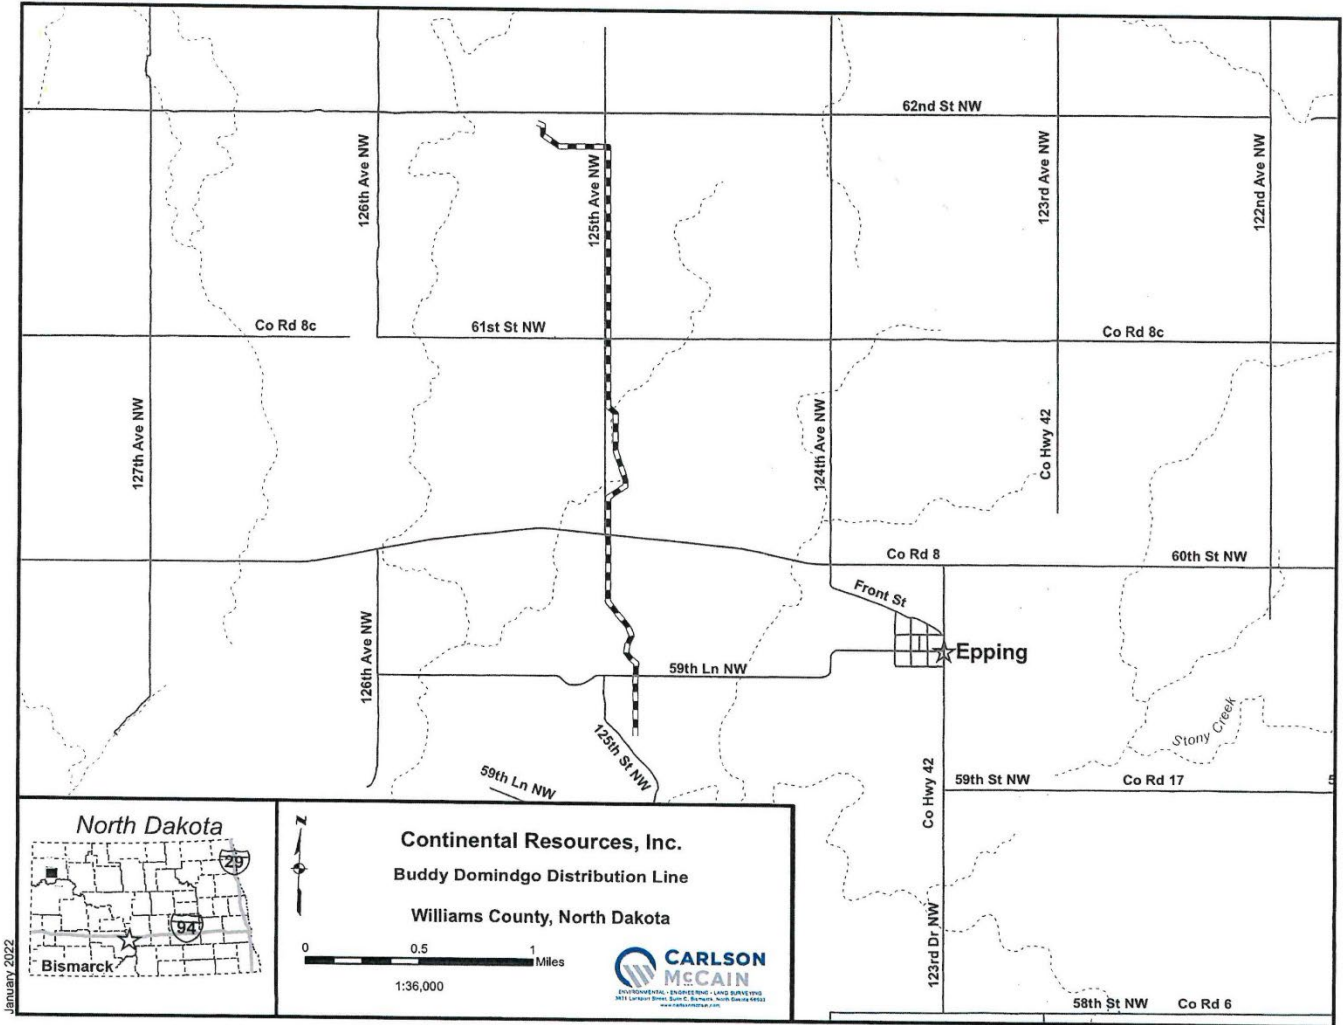 62nd St NW
126th Ave NW
125th Ave NW
123rd Ave NW
122nd Ave NW
Co Rd 8c
61st St NW
Co Rd 8c
127th Ave NW
124th Ave NW
Co Hwy 42
Co Rd 8
60th St NW
Front St
Epping
126th Ave NW
59th Ln NW
125th St NW
Stony Creek
59th Ln NW
Co Hwy 42
59th St NW
Co Rd 17
5
123rd Dr NW
58th St NW
Co Rd 6
North Dakota
29
94
Bismarck
January 2022
N
Continental Resources, Inc.
Buddy Domindgo Distribution Line
Williams County, North Dakota
0 0.5 1
Miles
1:36,000
CARLSON
McCAIN
ENVIRONMENTAL • ENGINEERING • LAND SURVEYING